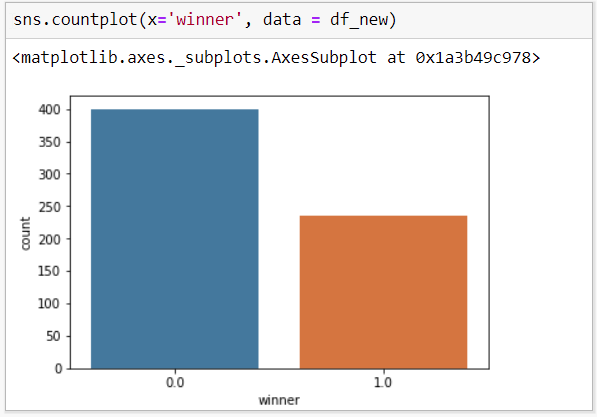 sns.countplot(x='winner', data = df_new)
<matplotlib.axes._subplots.AxesSubplot at 0x1a3b49c978>
400
350
300
250
200
150
100
50
0
count
0.0 1.0
winner